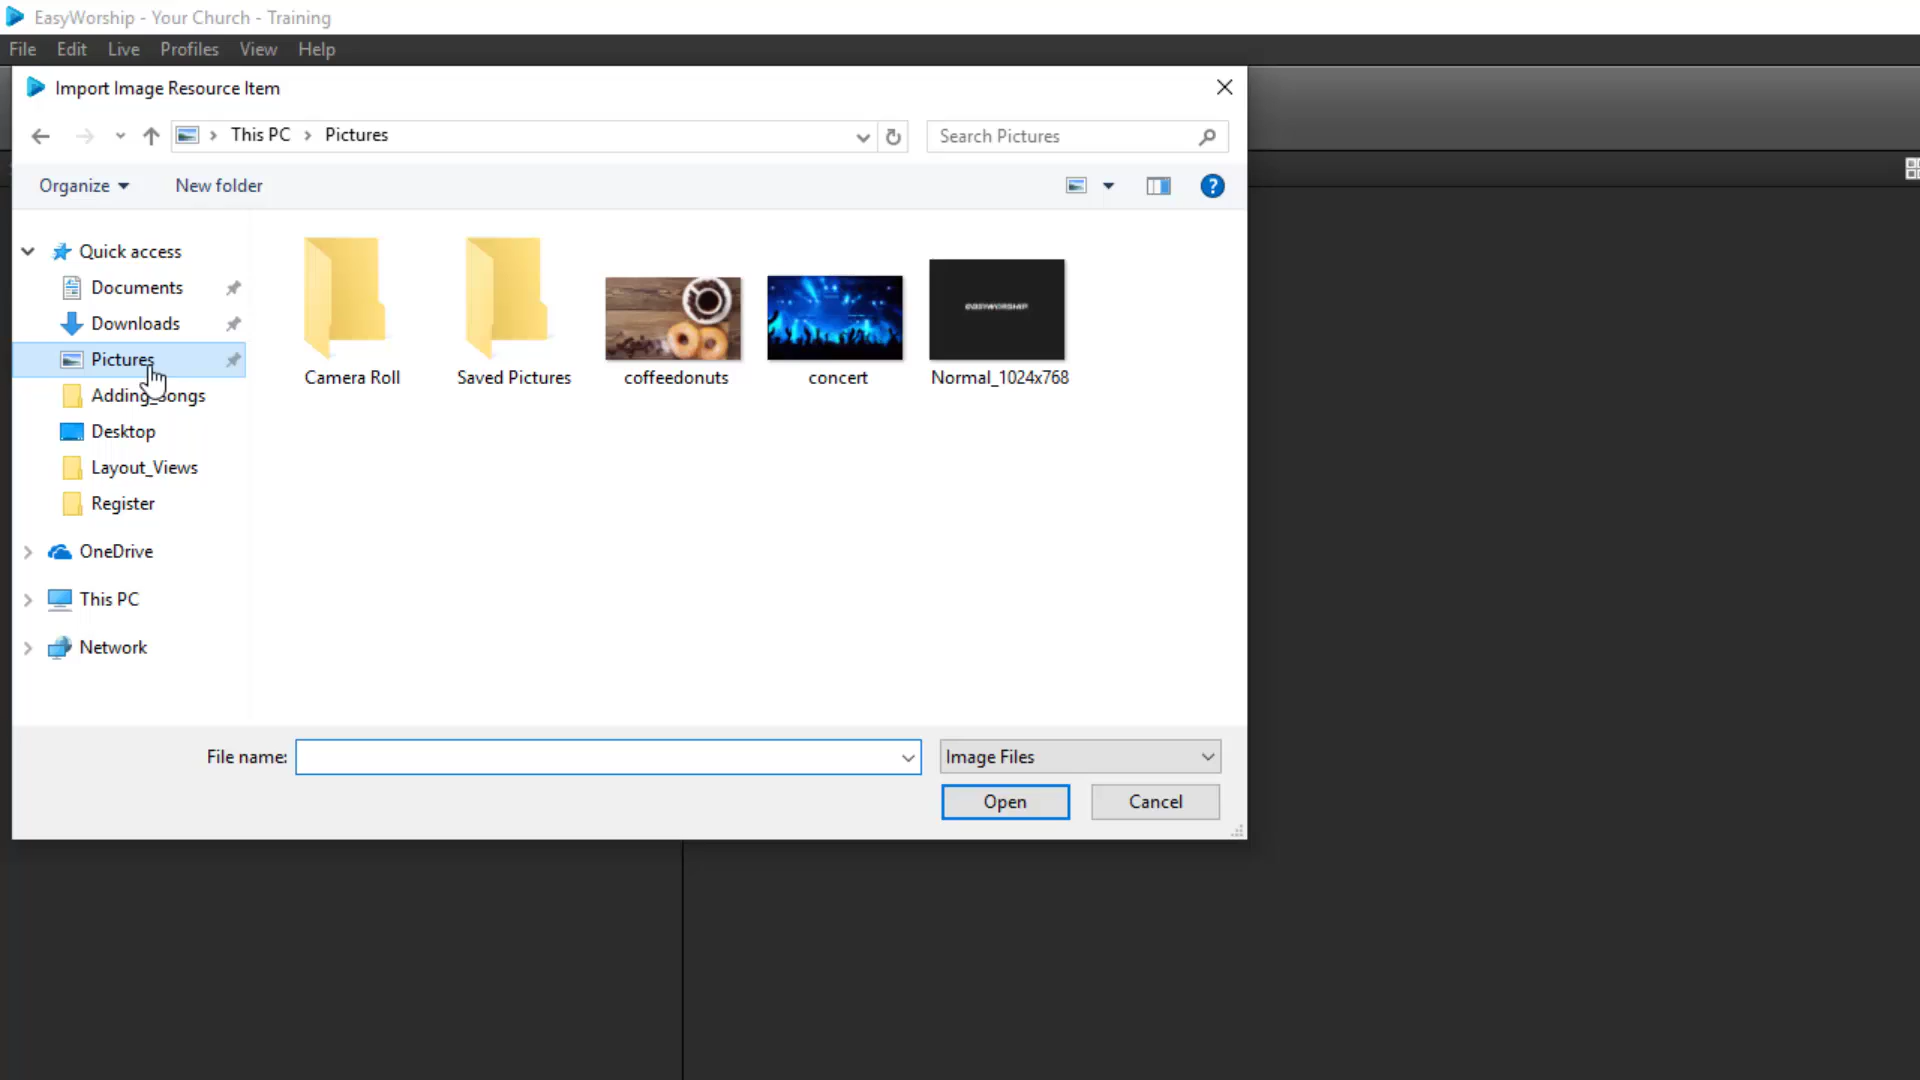 EasyWorship - Your Church - Training
File Edit Live Profiles View Help
Import Image Resource Item
This PC > Pictures
Search Pictures
Organize
New folder
?
Quick access
Documents
Downloads
Pictures
Adding_Songs
Desktop
Layout_Views
Register
OneDrive
This PC
Network
EASYWORSHIP
Camera Roll
Saved Pictures
coffeedonuts
concert
Normal_1024x768
File name:
Image Files
Open
Cancel